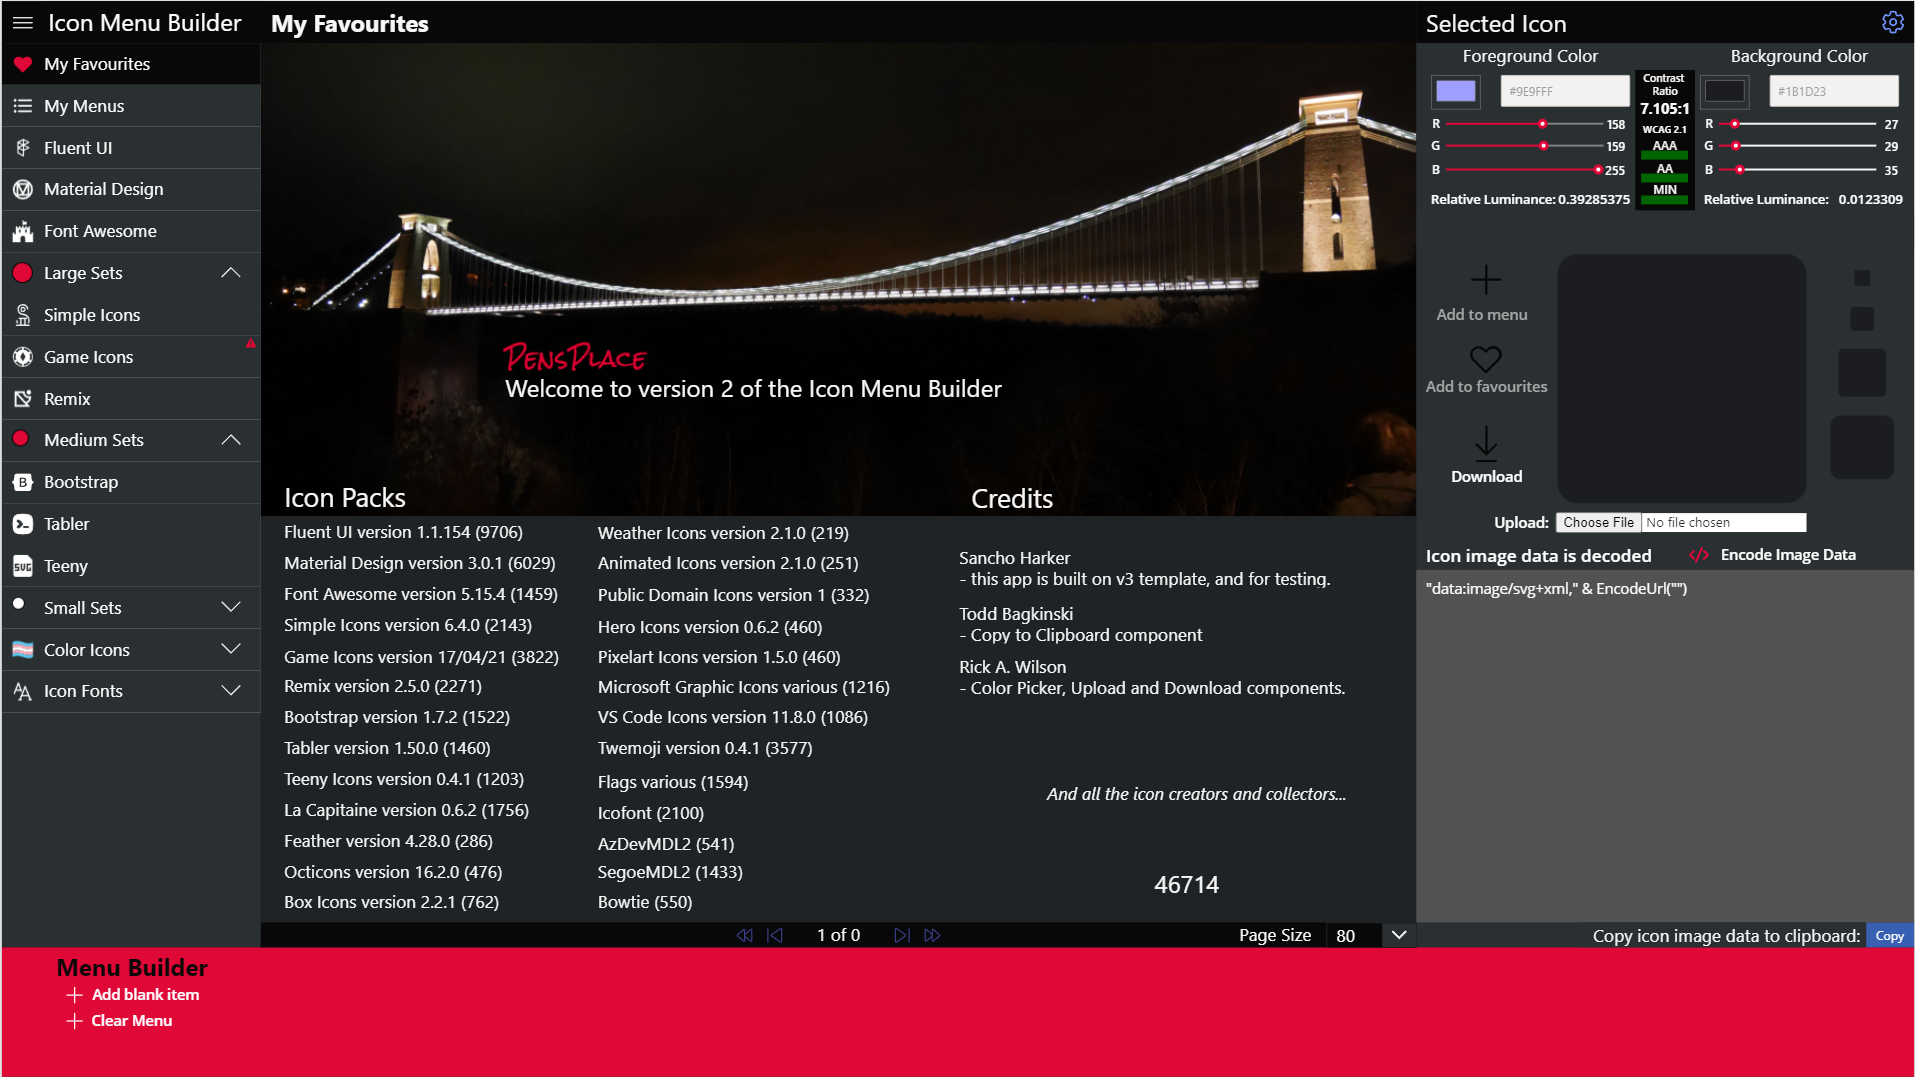 Icon Menu Builder
My Favourites
My Menus
Fluent UI
Material Design
Font Awesome
Large Sets
Simple Icons
Game Icons
Remix
Medium Sets
B
Bootstrap
Tabler
SVG
Teeny
Small Sets
Color Icons
Icon Fonts
My Favourites
PensPlace
Welcome to version 2 of the Icon Menu Builder
Icon Packs
Fluent UI version 1.1.154 (9706)
Material Design version 3.0.1 (6029)
Font Awesome version 5.15.4 (1459)
Simple Icons version 6.4.0 (2143)
Game Icons version 17/04/21 (3822)
Remix version 2.5.0 (2271)
Bootstrap version 1.7.2 (1522)
Tabler version 1.50.0 (1460)
Teeny Icons version 0.4.1 (1203)
La Capitaine version 0.6.2 (1756)
Feather version 4.28.0 (286)
Octicons version 16.2.0 (476)
Box Icons version 2.2.1 (762)
Weather Icons version 2.1.0 (219)
Animated Icons version 2.1.0 (251)
Public Domain Icons version 1 (332)
Hero Icons version 0.6.2 (460)
Pixelart Icons version 1.5.0 (460)
Microsoft Graphic Icons various (1216)
VS Code Icons version 11.8.0 (1086)
Twemoji version 0.4.1 (3577)
Flags various (1594)
Icofont (2100)
AzDevMDL2 (541)
SegoeMDL2 (1433)
Bowtie (550)
Credits
Sancho Harker
- this app is built on v3 template, and for testing.
Todd Bagkinski
- Copy to Clipboard component
Rick A. Wilson
- Color Picker, Upload and Download components.
And all the icon creators and collectors...
46714
1 of 0
Page Size 80
Selected Icon
Foreground Color
#9E9FFF
R 158
G 159
B 255
Relative Luminance: 0.39285375
Contrast
Ratio
7.105:1
WCAG 2.1
AAA
AA
MIN
Background Color
#1B1D23
R 27
G 29
B 35
Relative Luminance: 0.0123309
Add to menu
Add to favourites
Download
Upload: Choose File No file chosen
Icon image data is decoded
Encode Image Data
"data:image/svg+xml," & EncodeUrl("")
Copy icon image data to clipboard: Copy
Menu Builder
Add blank item
Clear Menu